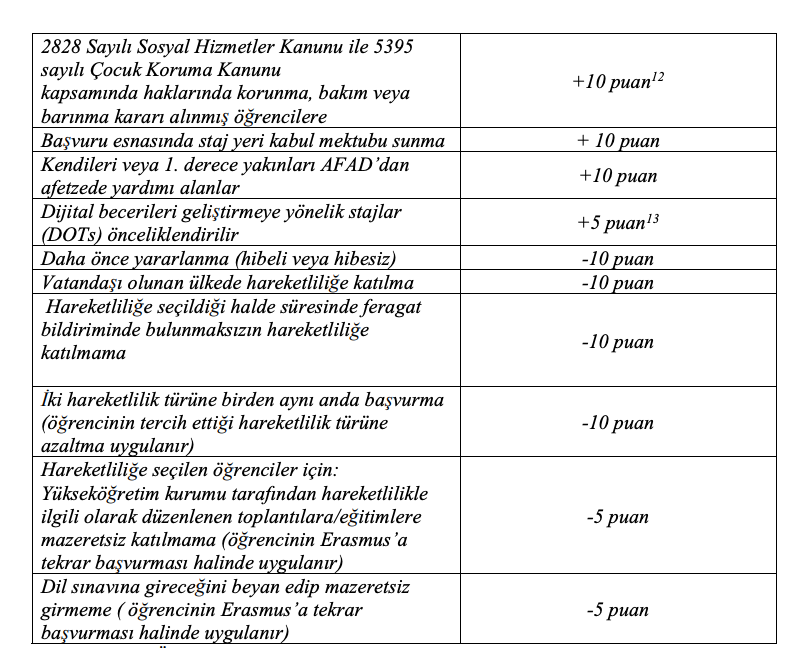 2828 Sayılı Sosyal Hizmetler Kanunu ile 5395
sayılı Çocuk Koruma Kanunu
kapsamında haklarında korunma, bakım veya
barınma kararı alınmış öğrencilere
+10 puan12
Başvuru esnasında staj yeri kabul mektubu sunma
+ 10 puan
Kendileri veya 1. derece yakınları AFAD’dan
afetzede yardımı alanlar
+10 puan
Dijital becerileri geliştirmeye yönelik stajlar
(DOTs) önceliklendirilir
+5 puan13
Daha önce yararlanma (hibeli veya hibesiz)
-10 puan
Vatandaşı olunan ülkede hareketliliğe katılma
-10 puan
Hareketliliğe seçildiği halde süresinde feragat
bildiriminde bulunmaksızın hareketliliğe
katılmama
-10 puan
İki hareketlilik türüne birden aynı anda başvurma
(öğrencinin tercih ettiği hareketlilik türüne
azaltma uygulanır)
-10 puan
Hareketliliğe seçilen öğrenciler için:
Yükseköğretim kurumu tarafından hareketlilikle
ilgili olarak düzenlenen toplantılara/eğitimlere
mazeretsiz katılmama (öğrencinin Erasmus’a
tekrar başvurması halinde uygulanır)
-5 puan
Dil sınavına gireceğini beyan edip mazeretsiz
girmeme ( öğrencinin Erasmus’a tekrar
başvurması halinde uygulanır)
-5 puan